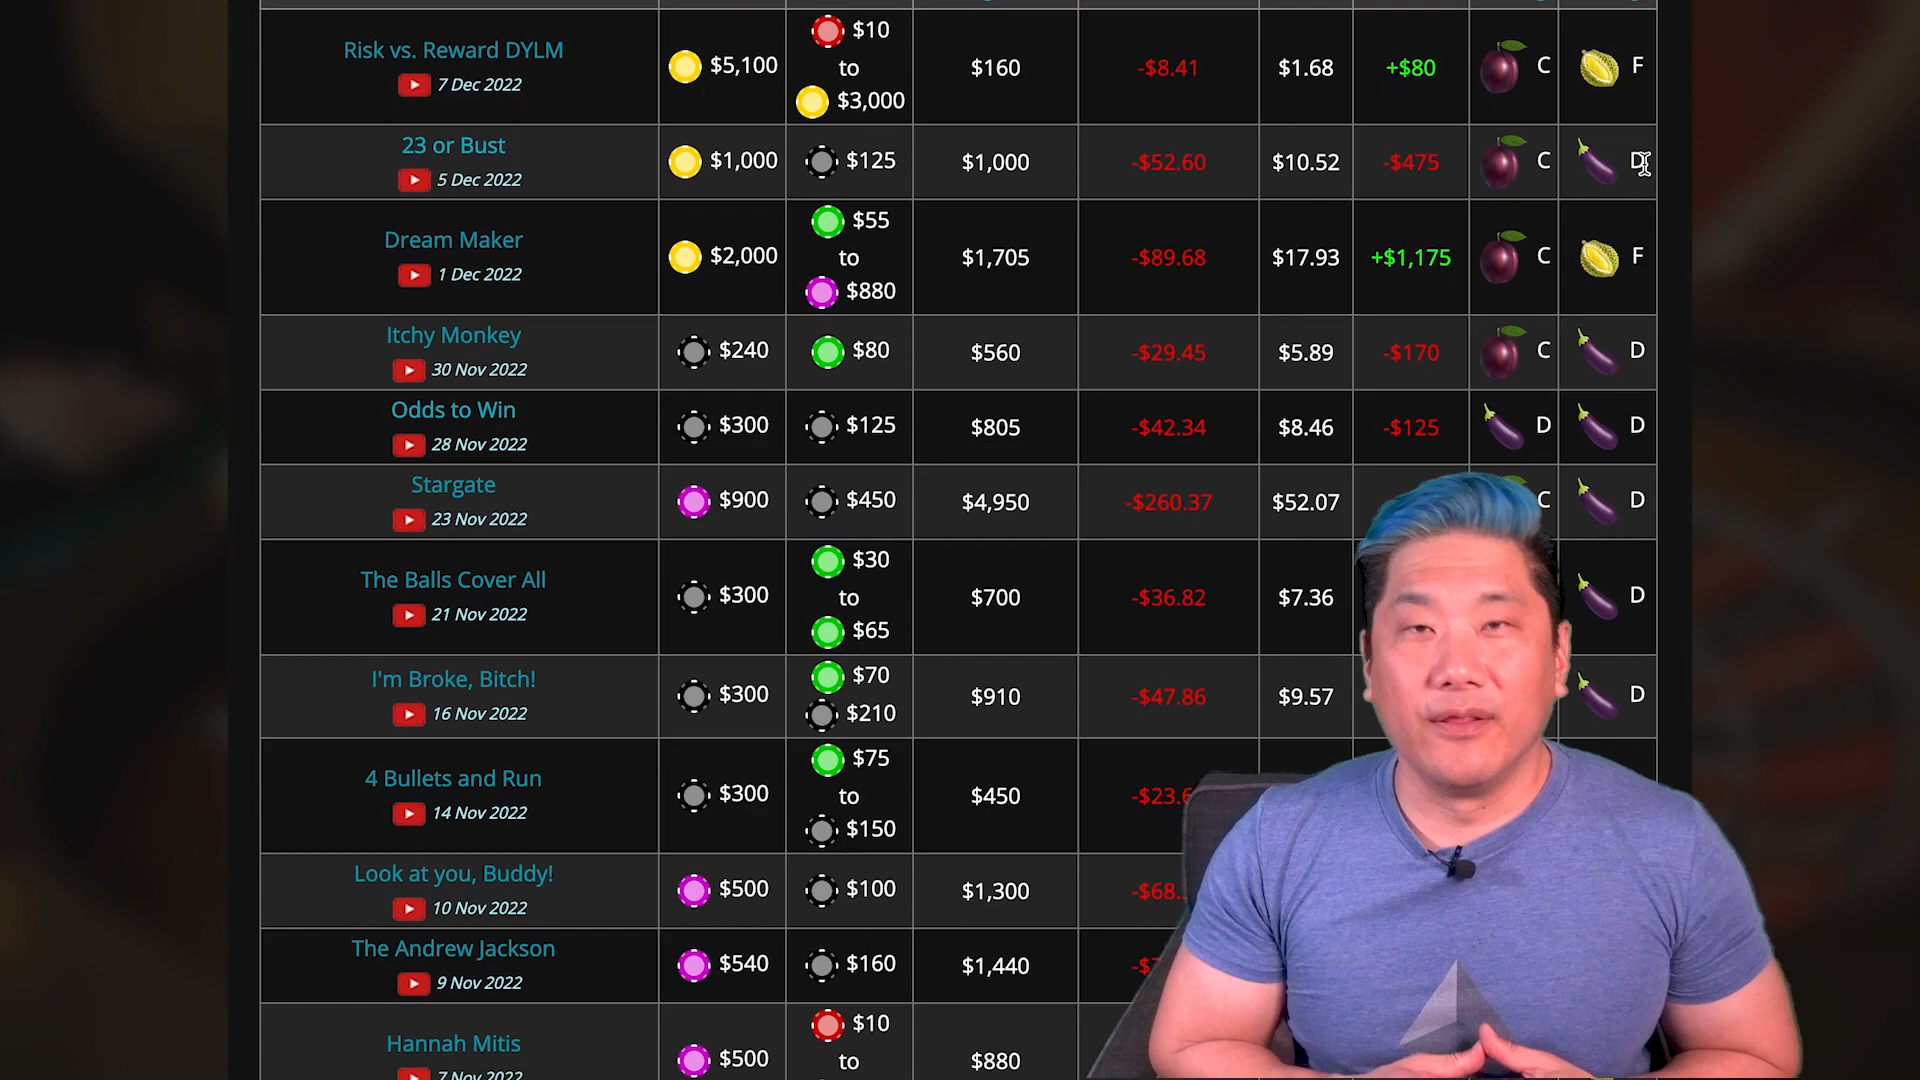 Risk vs. Reward DYLM
7 Dec 2022
$5,100
$10
to
$3,000
$160
-$8.41
$1.68
+$80
C
F
23 or Bust
5 Dec 2022
$1,000
$125
$1,000
-$52.60
$10.52
-$475
C
D
Dream Maker
1 Dec 2022
$2,000
$55
to
$880
$1,705
-$89.68
$17.93
+$1,175
C
F
Itchy Monkey
30 Nov 2022
$240
$80
$560
-$29.45
$5.89
-$170
C
D
Odds to Win
28 Nov 2022
$300
$125
$805
-$42.34
$8.46
-$125
D
D
Stargate
23 Nov 2022
$900
$450
$4,950
-$260.37
$52.07
C
D
The Balls Cover All
21 Nov 2022
$300
$30
to
$65
$700
-$36.82
$7.36
D
I'm Broke, Bitch!
16 Nov 2022
$300
$70
$210
$910
-$47.86
$9.57
D
4 Bullets and Run
14 Nov 2022
$300
$75
to
$150
$450
-$23.6
Look at you, Buddy!
10 Nov 2022
$500
$100
$1,300
-$68.
The Andrew Jackson
9 Nov 2022
$540
$160
$1,440
Hannah Mitis
7 Nov 2022
$500
$10
to
$880